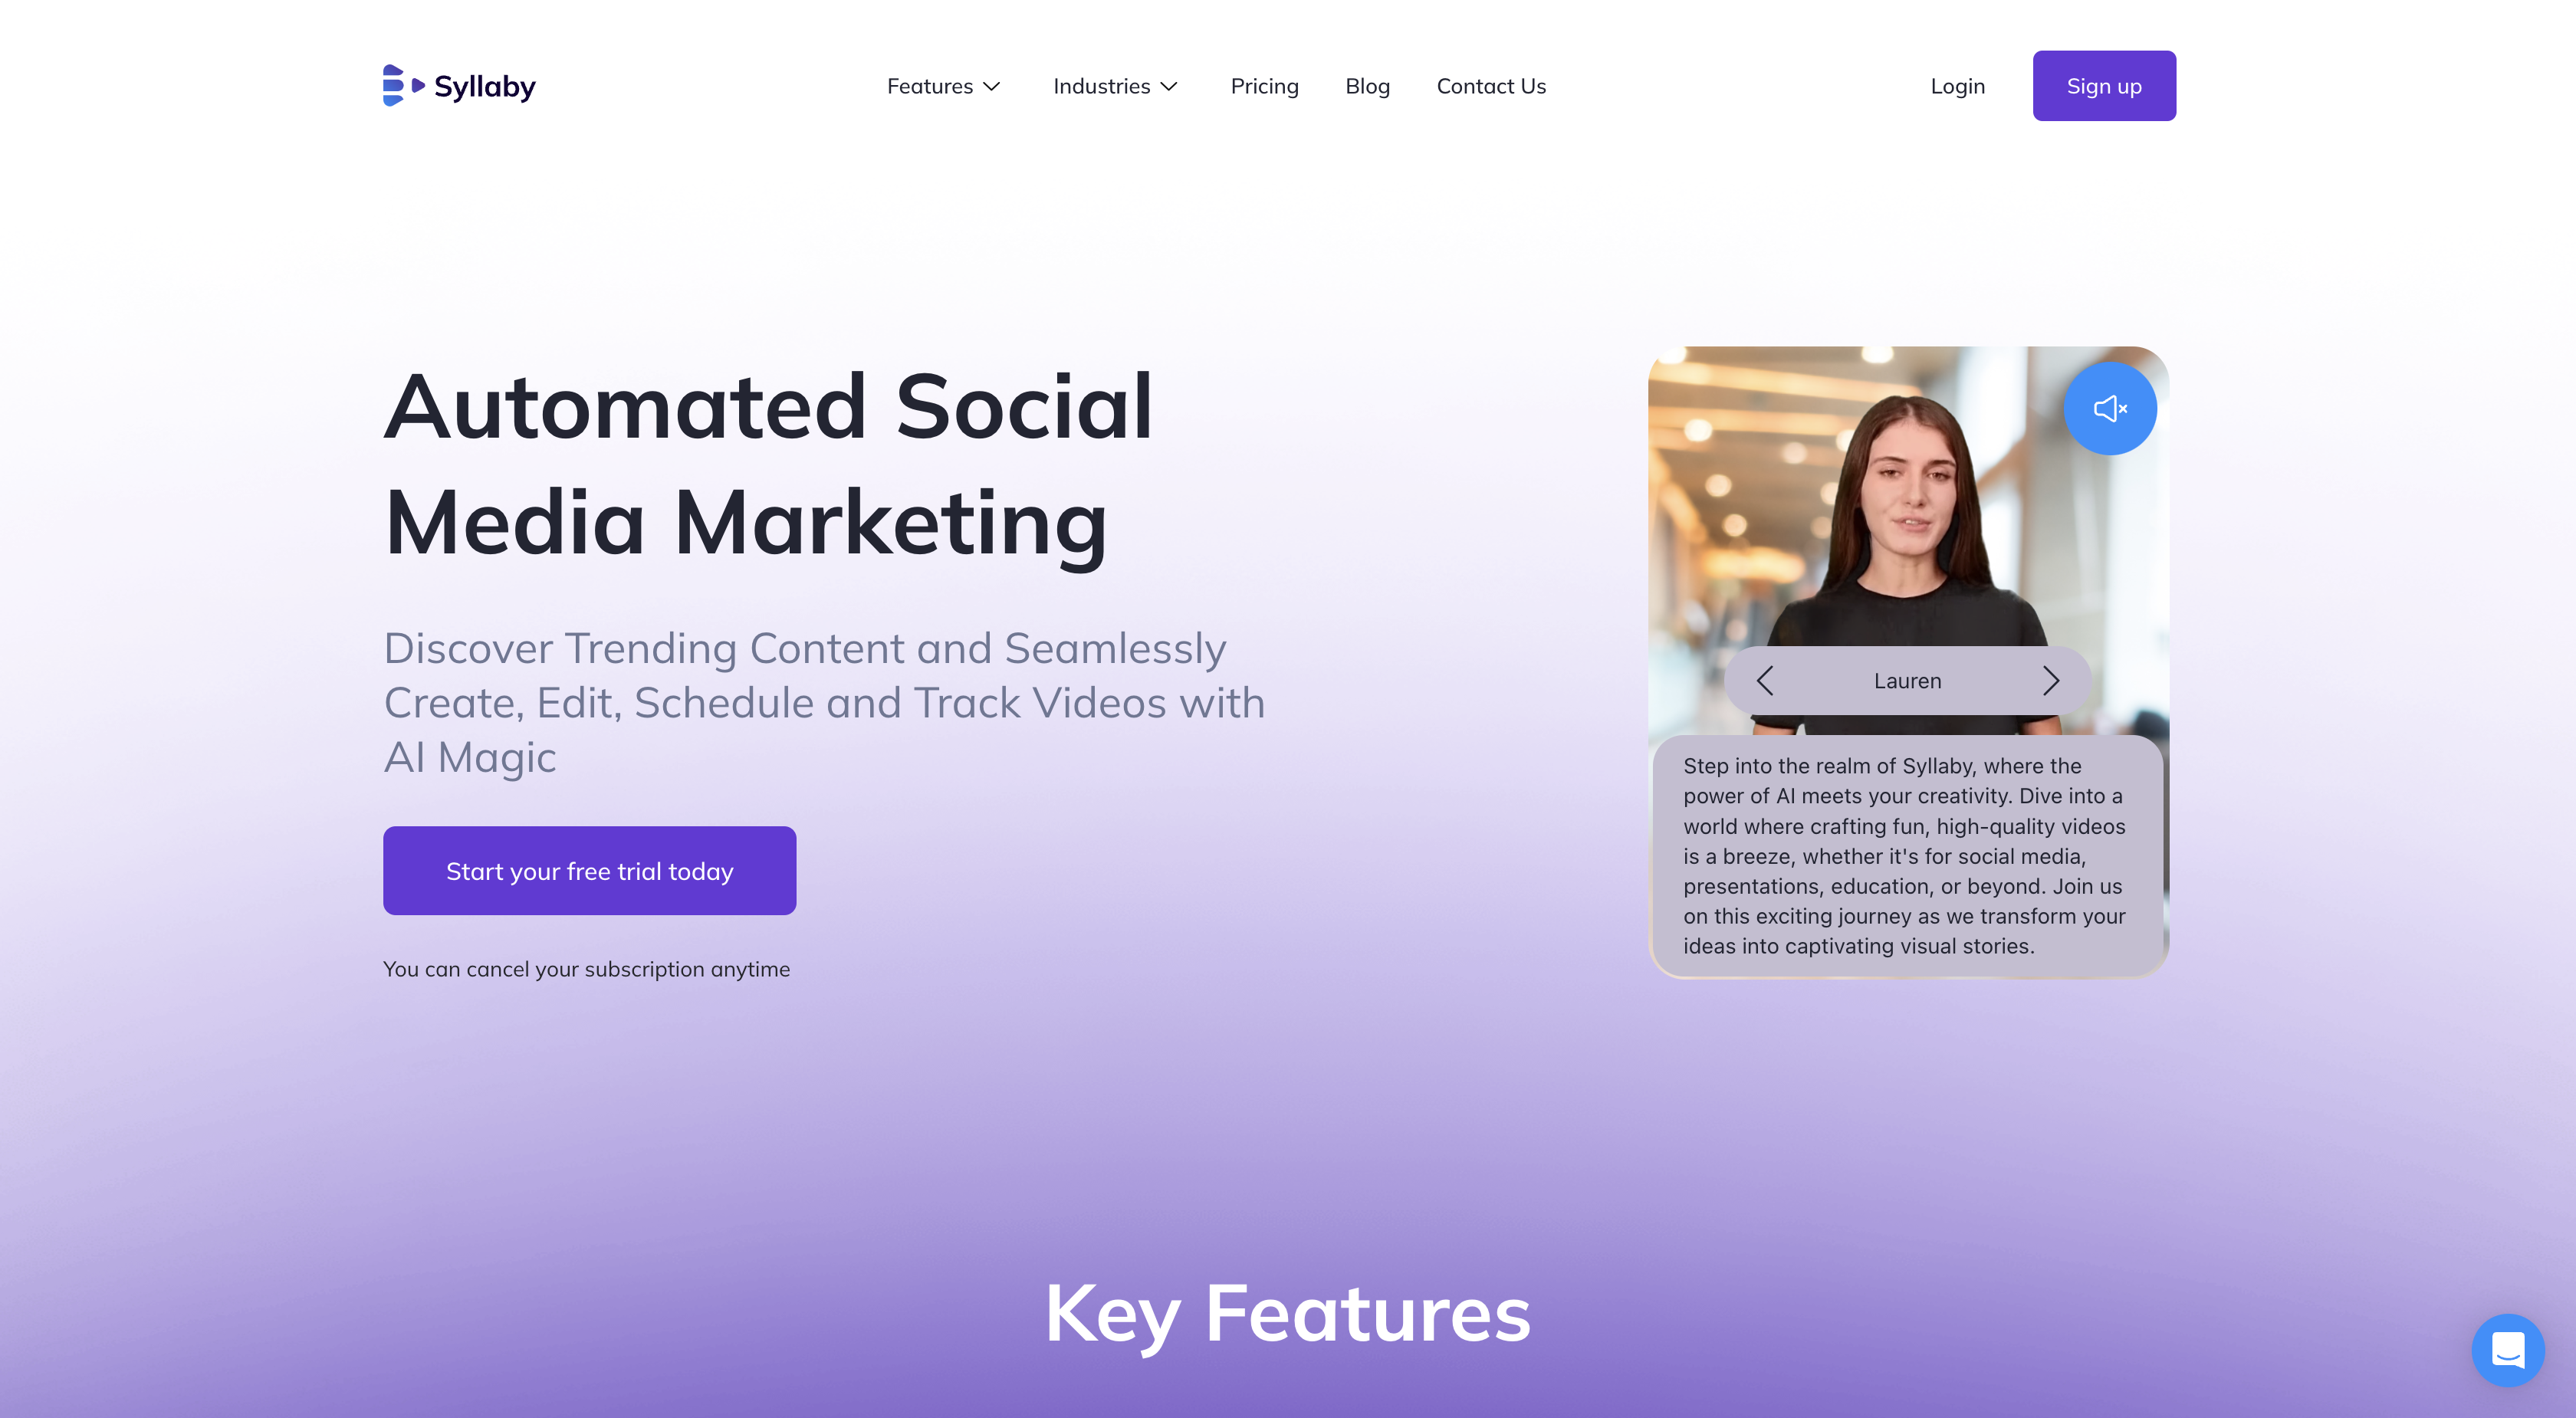 Syllaby
Features
Industries
Pricing
Blog
Contact Us
Login
Sign up
Automated Social
Media Marketing
Discover Trending Content and Seamlessly
Create, Edit, Schedule and Track Videos with
AI Magic
Start your free trial today
You can cancel your subscription anytime
Lauren
Step into the realm of Syllaby, where the
power of AI meets your creativity. Dive into a
world where crafting fun, high-quality videos
is a breeze, whether it's for social media,
presentations, education, or beyond. Join us
on this exciting journey as we transform your
ideas into captivating visual stories.
Key Features